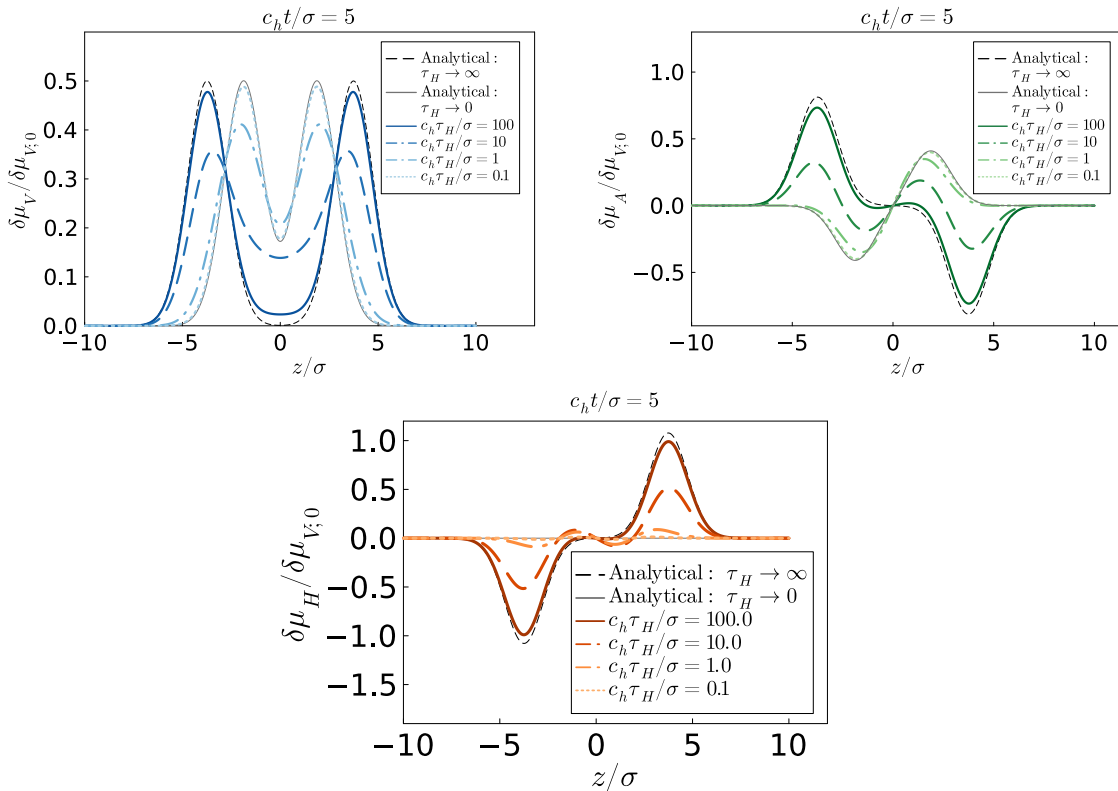 c_h t/σ = 5
δμ_V/δμ_{V;0}
0.5
0.4
0.3
0.2
0.1
0.0
−10
−5
0
5
10
z/σ
Analytical :
τ_H → ∞
Analytical :
τ_H → 0
c_h τ_H/σ = 100
c_h τ_H/σ = 10
c_h τ_H/σ = 1
c_h τ_H/σ = 0.1
c_h t/σ = 5
δμ_A/δμ_{V;0}
1.0
0.5
0.0
−0.5
−10
−5
0
5
10
z/σ
Analytical :
τ_H → ∞
Analytical :
τ_H → 0
c_h τ_H/σ = 100
c_h τ_H/σ = 10
c_h τ_H/σ = 1
c_h τ_H/σ = 0.1
c_h t/σ = 5
δμ_H/δμ_{V;0}
1.0
0.5
0.0
−0.5
−1.0
−1.5
−10
−5
0
5
10
z/σ
Analytical : τ_H → ∞
Analytical : τ_H → 0
c_h τ_H/σ = 100.0
c_h τ_H/σ = 10.0
c_h τ_H/σ = 1.0
c_h τ_H/σ = 0.1